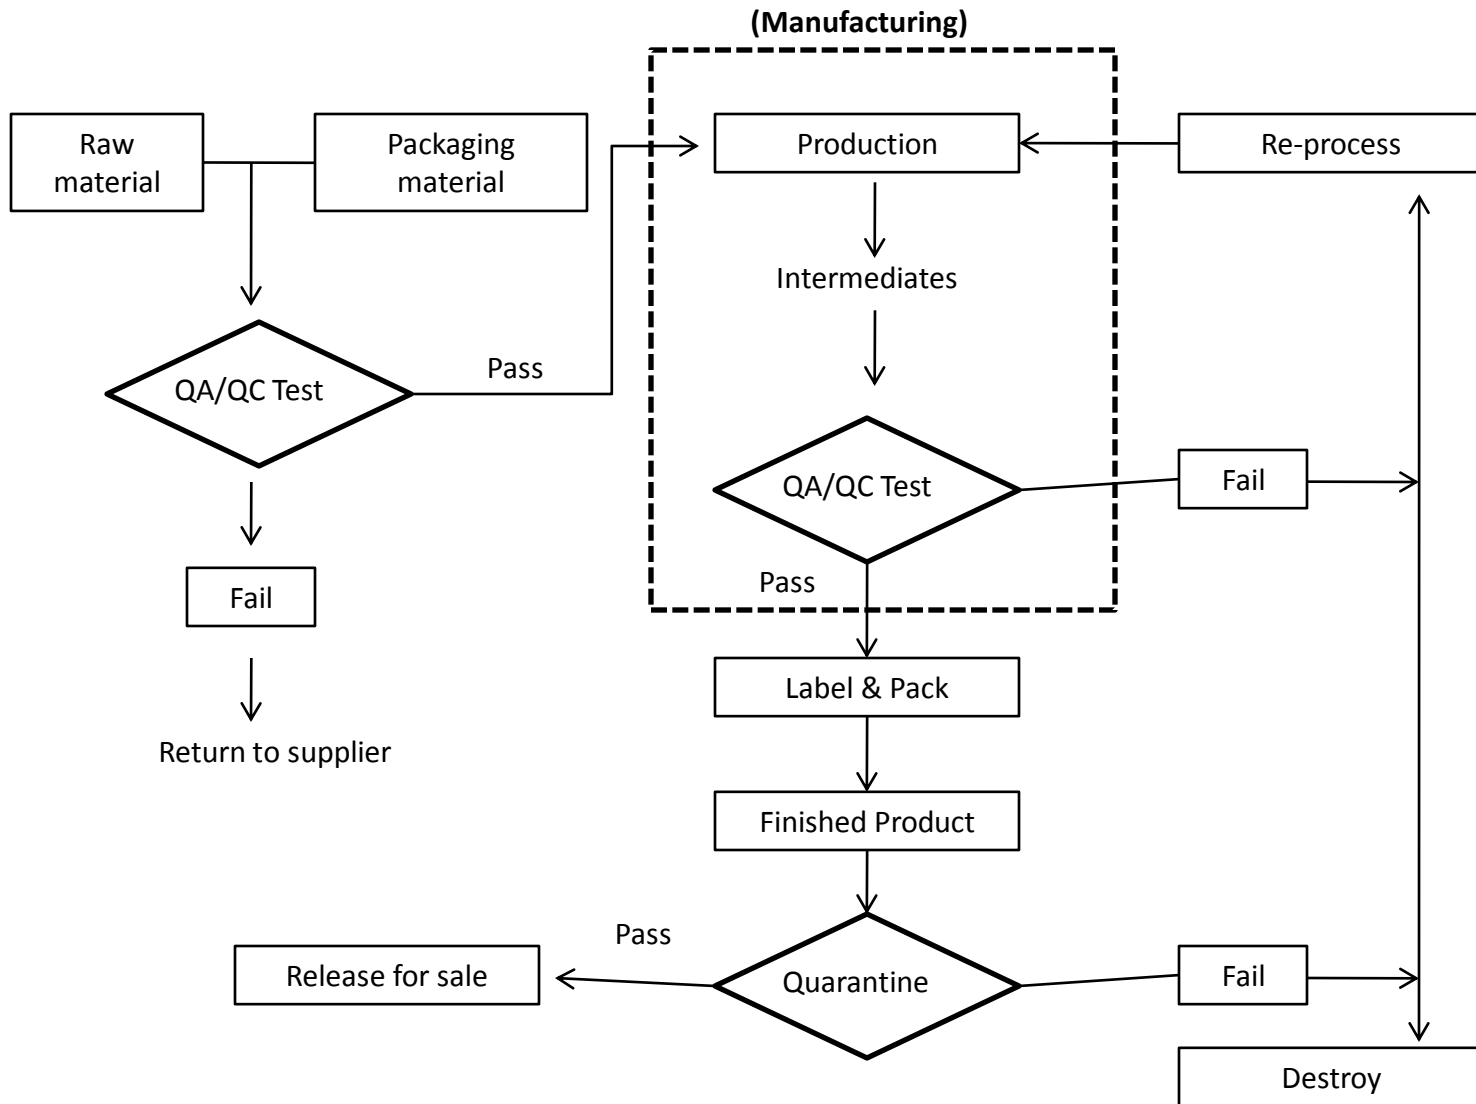 (Manufacturing)
Raw
material
Packaging
material
Production
Re-process
Intermediates
QA/QC Test
Pass
QA/QC Test
Fail
Pass
Fail
Label & Pack
Return to supplier
Finished Product
Pass
Release for sale
Quarantine
Fail
Destroy